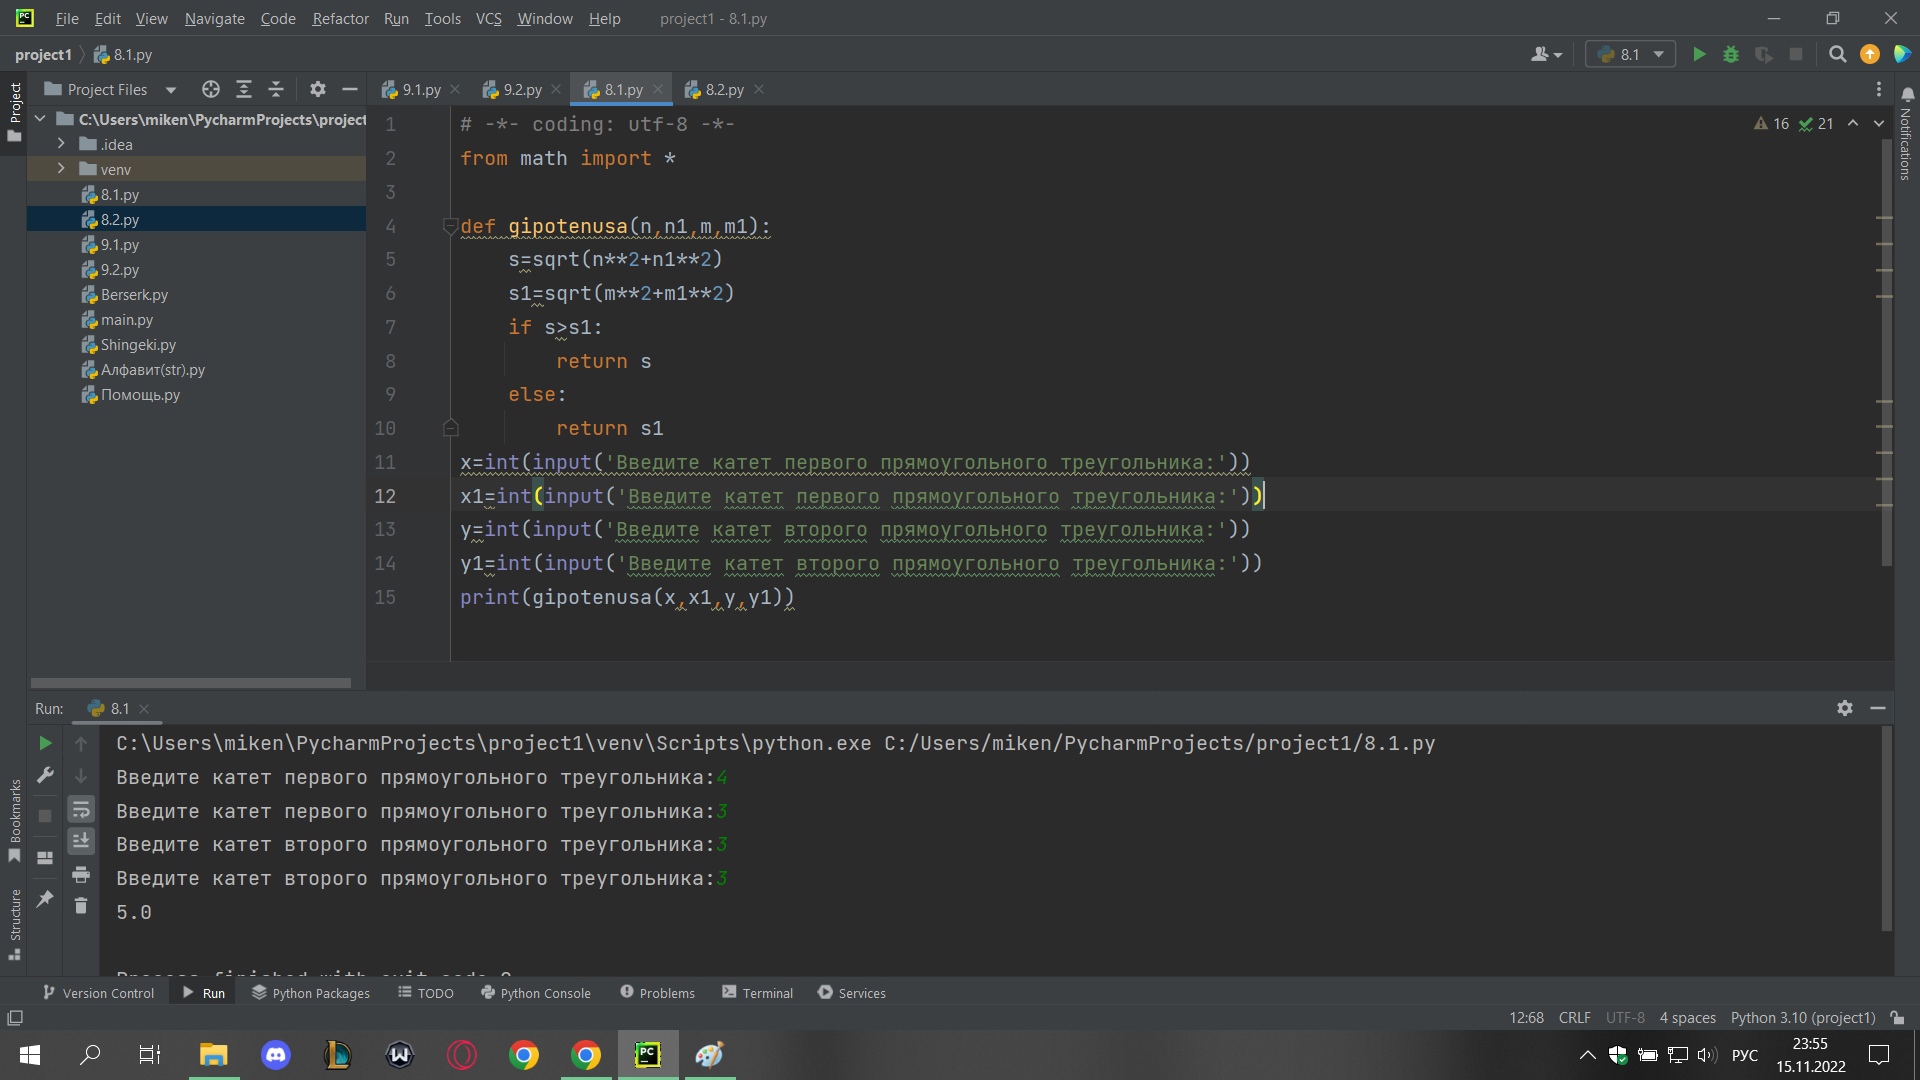 File Edit View Navigate Code Refactor Run Tools VCS Window Help project1 - 8.1.py
project1 8.1.py
8.1
Project Files
9.1.py 9.2.py 8.1.py 8.2.py
Project
Notifications
C:\Users\miken\PycharmProjects\project
.idea
venv
8.1.py
8.2.py
9.1.py
9.2.py
Berserk.py
main.py
Shingeki.py
Алфавит(str).py
Помощь.py
16 21
1 # -*- coding: utf-8 -*-
2 from math import *
3
4 def gipotenusa(n,n1,m,m1):
5 s=sqrt(n**2+n1**2)
6 s1=sqrt(m**2+m1**2)
7 if s>s1:
8 return s
9 else:
10 return s1
11 x=int(input('Введите катет первого прямоугольного треугольника:'))
12 x1=int(input('Введите катет первого прямоугольного треугольника:'))
13 y=int(input('Введите катет второго прямоугольного треугольника:'))
14 y1=int(input('Введите катет второго прямоугольного треугольника:'))
15 print(gipotenusa(x,x1,y,y1))
Run: 8.1
C:\Users\miken\PycharmProjects\project1\venv\Scripts\python.exe C:/Users/miken/PycharmProjects/project1/8.1.py
Введите катет первого прямоугольного треугольника:4
Введите катет первого прямоугольного треугольника:3
Введите катет второго прямоугольного треугольника:3
Введите катет второго прямоугольного треугольника:3
5.0
Process finished with exit code 0
Bookmarks
Structure
Version Control Run Python Packages TODO Python Console Problems Terminal Services
12:68 CRLF UTF-8 4 spaces Python 3.10 (project1)
РУС
23:55
15.11.2022